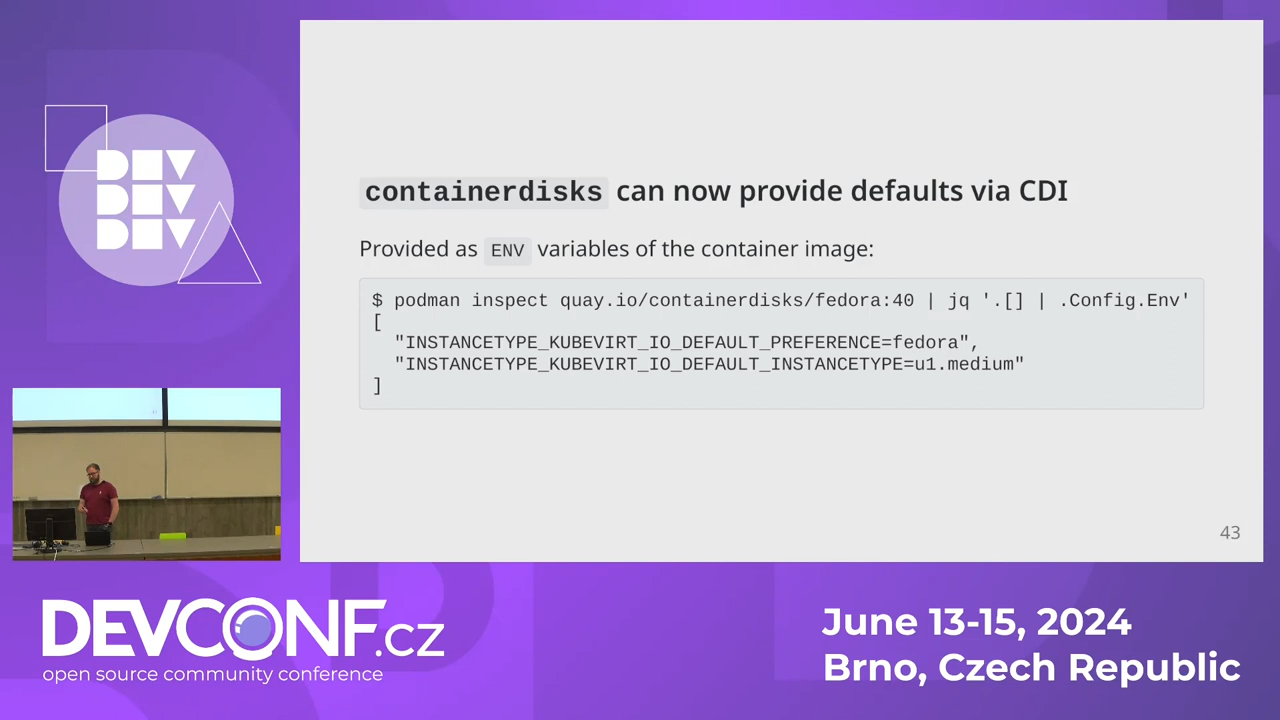 DEV
DEV
DEV
containerdisks can now provide defaults via CDI
Provided as ENV variables of the container image:
$ podman inspect quay.io/containerdisks/fedora:40 | jq '.[] | .Config.Env'
[
"INSTANCETYPE_KUBEVIRT_IO_DEFAULT_PREFERENCE=fedora",
"INSTANCETYPE_KUBEVIRT_IO_DEFAULT_INSTANCETYPE=u1.medium"
]
43
DEVCONF.cz
open source community conference
June 13-15, 2024
Brno, Czech Republic